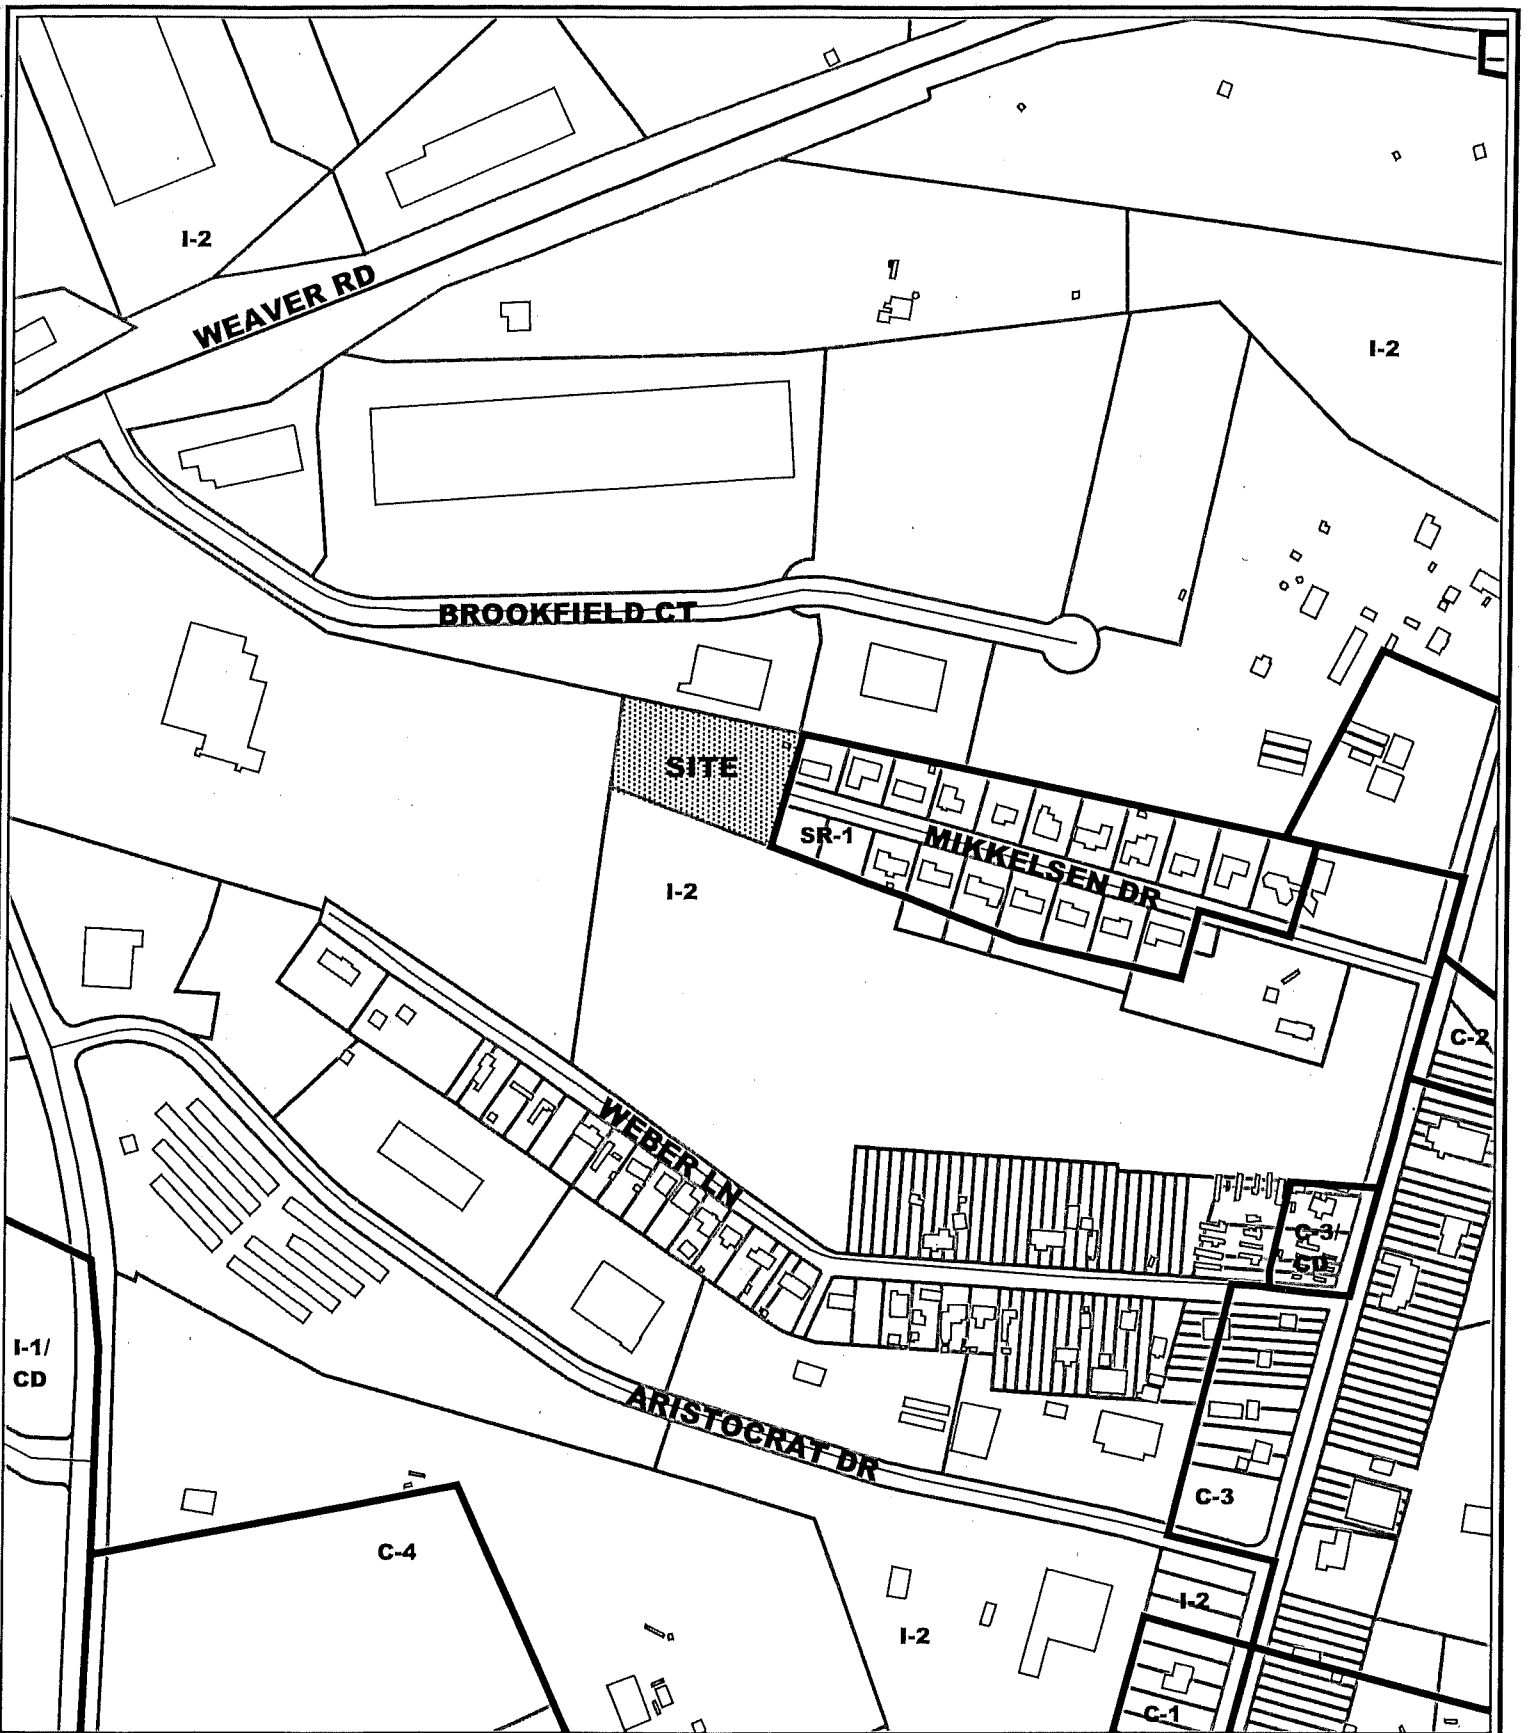 I-2
WEAVER RD
I-2
BROOKFIELD CT
SITE
SR-1
MIKKELSEN DR
I-2
C-2
WEBER LN
C-3/
CD
I-1/
CD
ARISTOCRAT DR
C-3
C-4
I-2
I-2
C-1